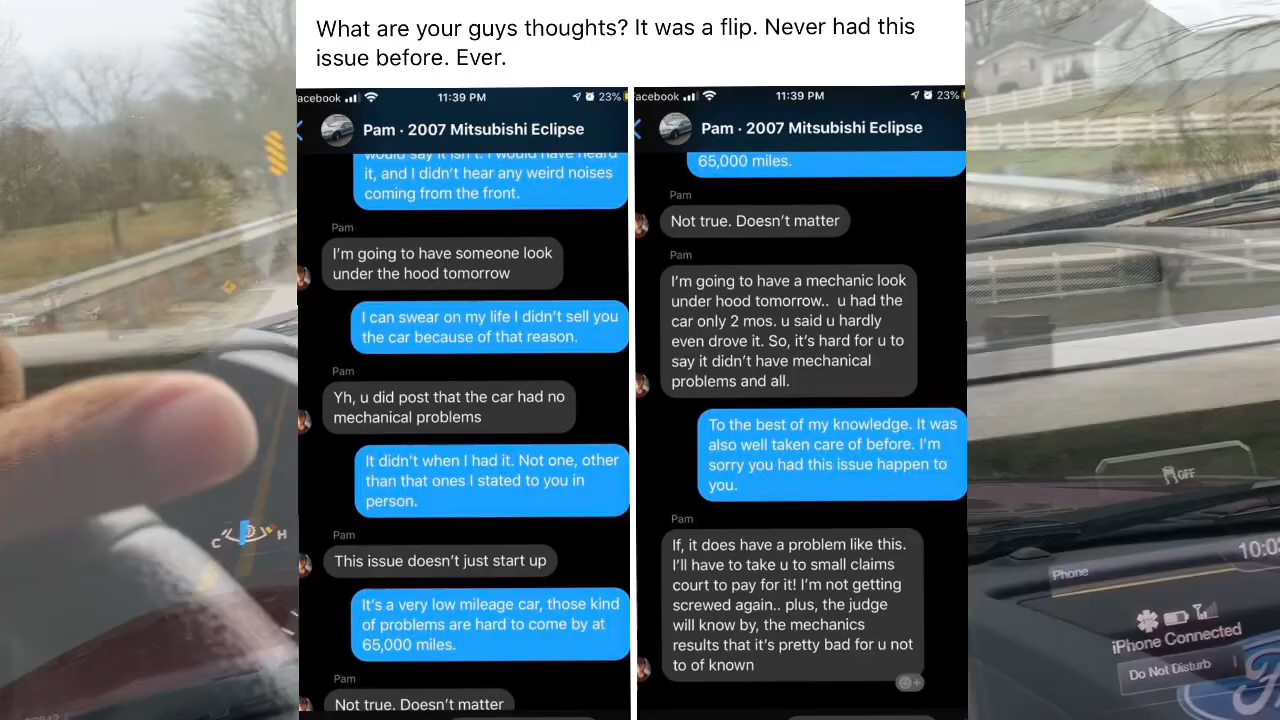 What are your guys thoughts? It was a flip. Never had this
issue before. Ever.
acebook
11:39 PM
23%
Pam · 2007 Mitsubishi Eclipse
would say it isn't. I would have heard
it, and I didn't hear any weird noises
coming from the front.
Pam
I'm going to have someone look
under the hood tomorrow
I can swear on my life I didn't sell you
the car because of that reason.
Pam
Yh, u did post that the car had no
mechanical problems
It didn't when I had it. Not one, other
than that ones I stated to you in
person.
Pam
This issue doesn't just start up
It's a very low mileage car, those kind
of problems are hard to come by at
65,000 miles.
Pam
Not true. Doesn't matter
acebook
11:39 PM
23%
Pam · 2007 Mitsubishi Eclipse
65,000 miles.
Pam
Not true. Doesn't matter
Pam
I'm going to have a mechanic look
under hood tomorrow.. u had the
car only 2 mos. u said u hardly
even drove it. So, it's hard for u to
say it didn't have mechanical
problems and all.
To the best of my knowledge. It was
also well taken care of before. I'm
sorry you had this issue happen to
you.
Pam
If, it does have a problem like this.
I'll have to take u to small claims
court to pay for it! I'm not getting
screwed again.. plus, the judge
will know by, the mechanics
results that it's pretty bad for u not
to of known
C H
OFF
10:0
Phone
iPhone Connected
Do Not Disturb